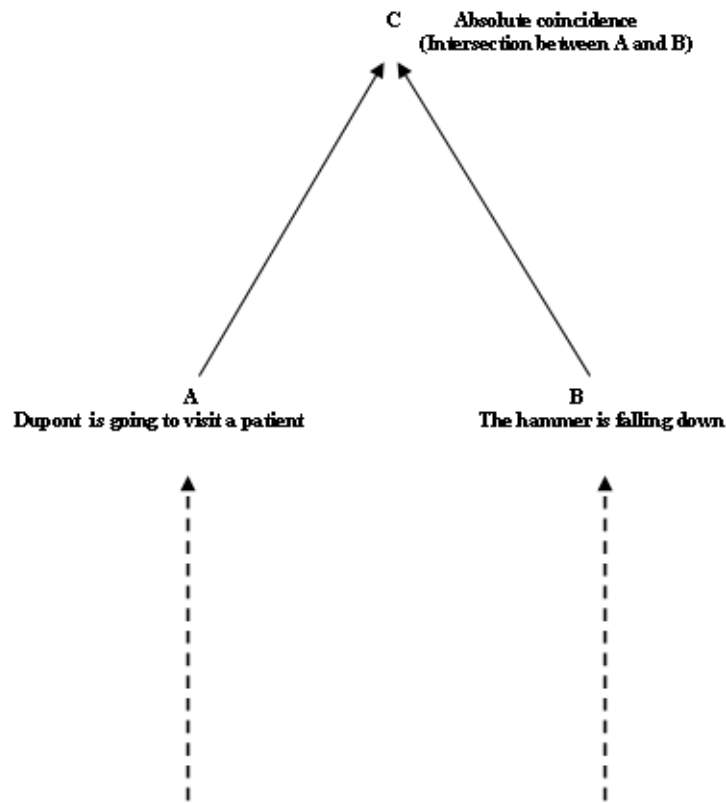 C Absolute coincidence
(Intersection between A and B)
A
Dupont is going to visit a patient
B
The hammer is falling down